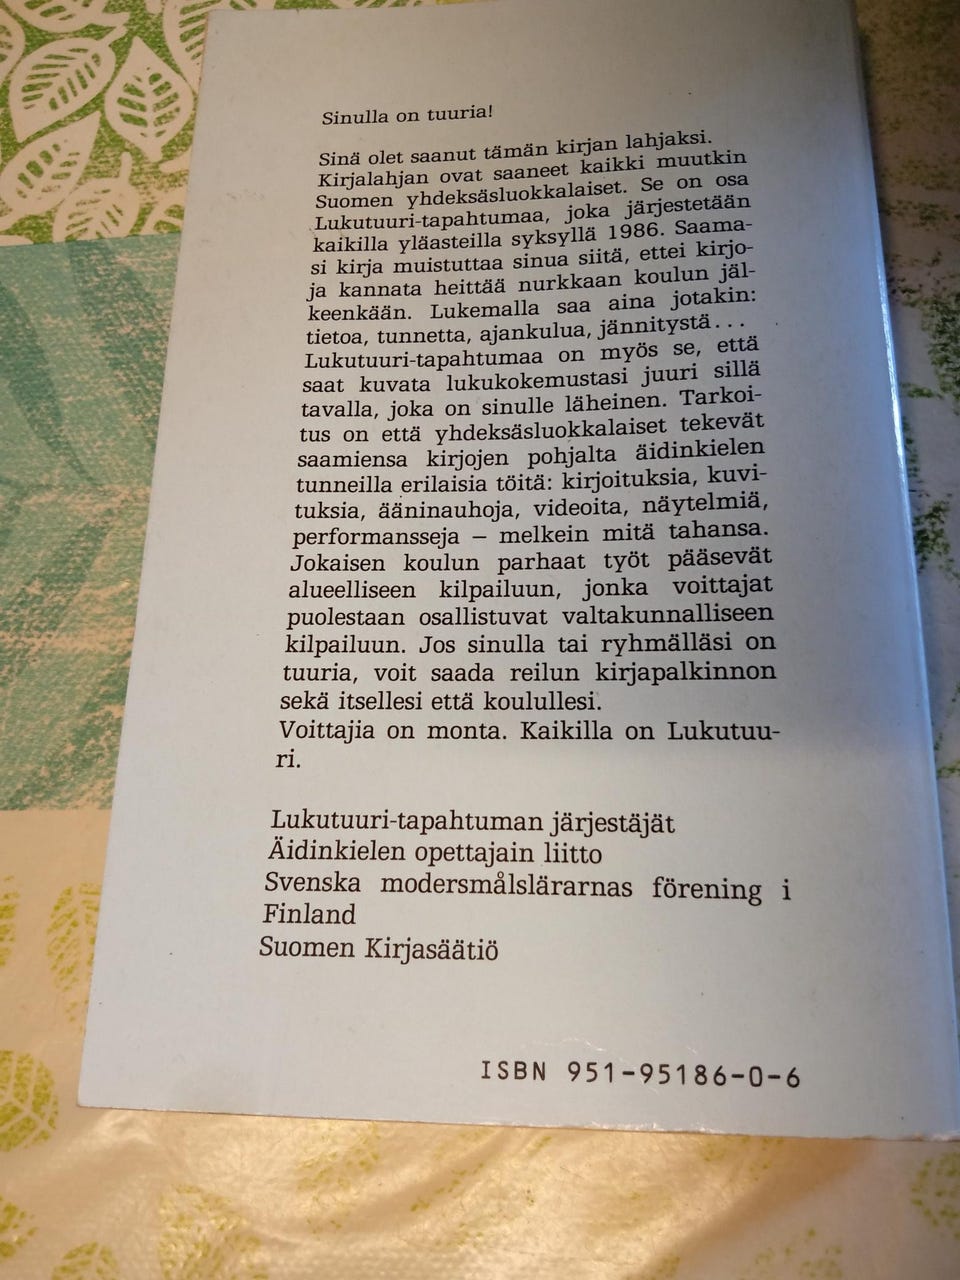 Sinulla on tuuria!
Sinä olet saanut tämän kirjan lahjaksi.
Kirjalahjan ovat saaneet kaikki muutkin
Suomen yhdeksäsluokkalaiset. Se on osa
Lukutuuri-tapahtumaa, joka järjestetään
kaikilla yläasteilla syksyllä 1986. Saama-
si kirja muistuttaa sinua siitä, ettei kirjo-
ja kannata heittää nurkkaan koulun jäl-
keenkään. Lukemalla saa aina jotakin:
tietoa, tunnetta, ajankulua, jännitystä...
Lukutuuri-tapahtumaa on myös se, että
saat kuvata lukukokemustasi juuri sillä
tavalla, joka on sinulle läheinen. Tarkoi-
tus on että yhdeksäsluokkalaiset tekevät
saamiensa kirjojen pohjalta äidinkielen
tunneilla erilaisia töitä: kirjoituksia, kuvi-
tuksia, ääninauhoja, videoita, näytelmiä,
performansseja – melkein mitä tahansa.
Jokaisen koulun parhaat työt pääsevät
alueelliseen kilpailuun, jonka voittajat
puolestaan osallistuvat valtakunnalliseen
kilpailuun. Jos sinulla tai ryhmälläsi on
tuuria, voit saada reilun kirjapalkinnon
sekä itsellesi että koulullesi.
Voittajia on monta. Kaikilla on Lukutuu-
ri.
Lukutuuri-tapahtuman järjestäjät
Äidinkielen opettajain liitto
Svenska modersmålslärarnas förening i
Finland
Suomen Kirjasäätiö
ISBN 951-95186-0-6